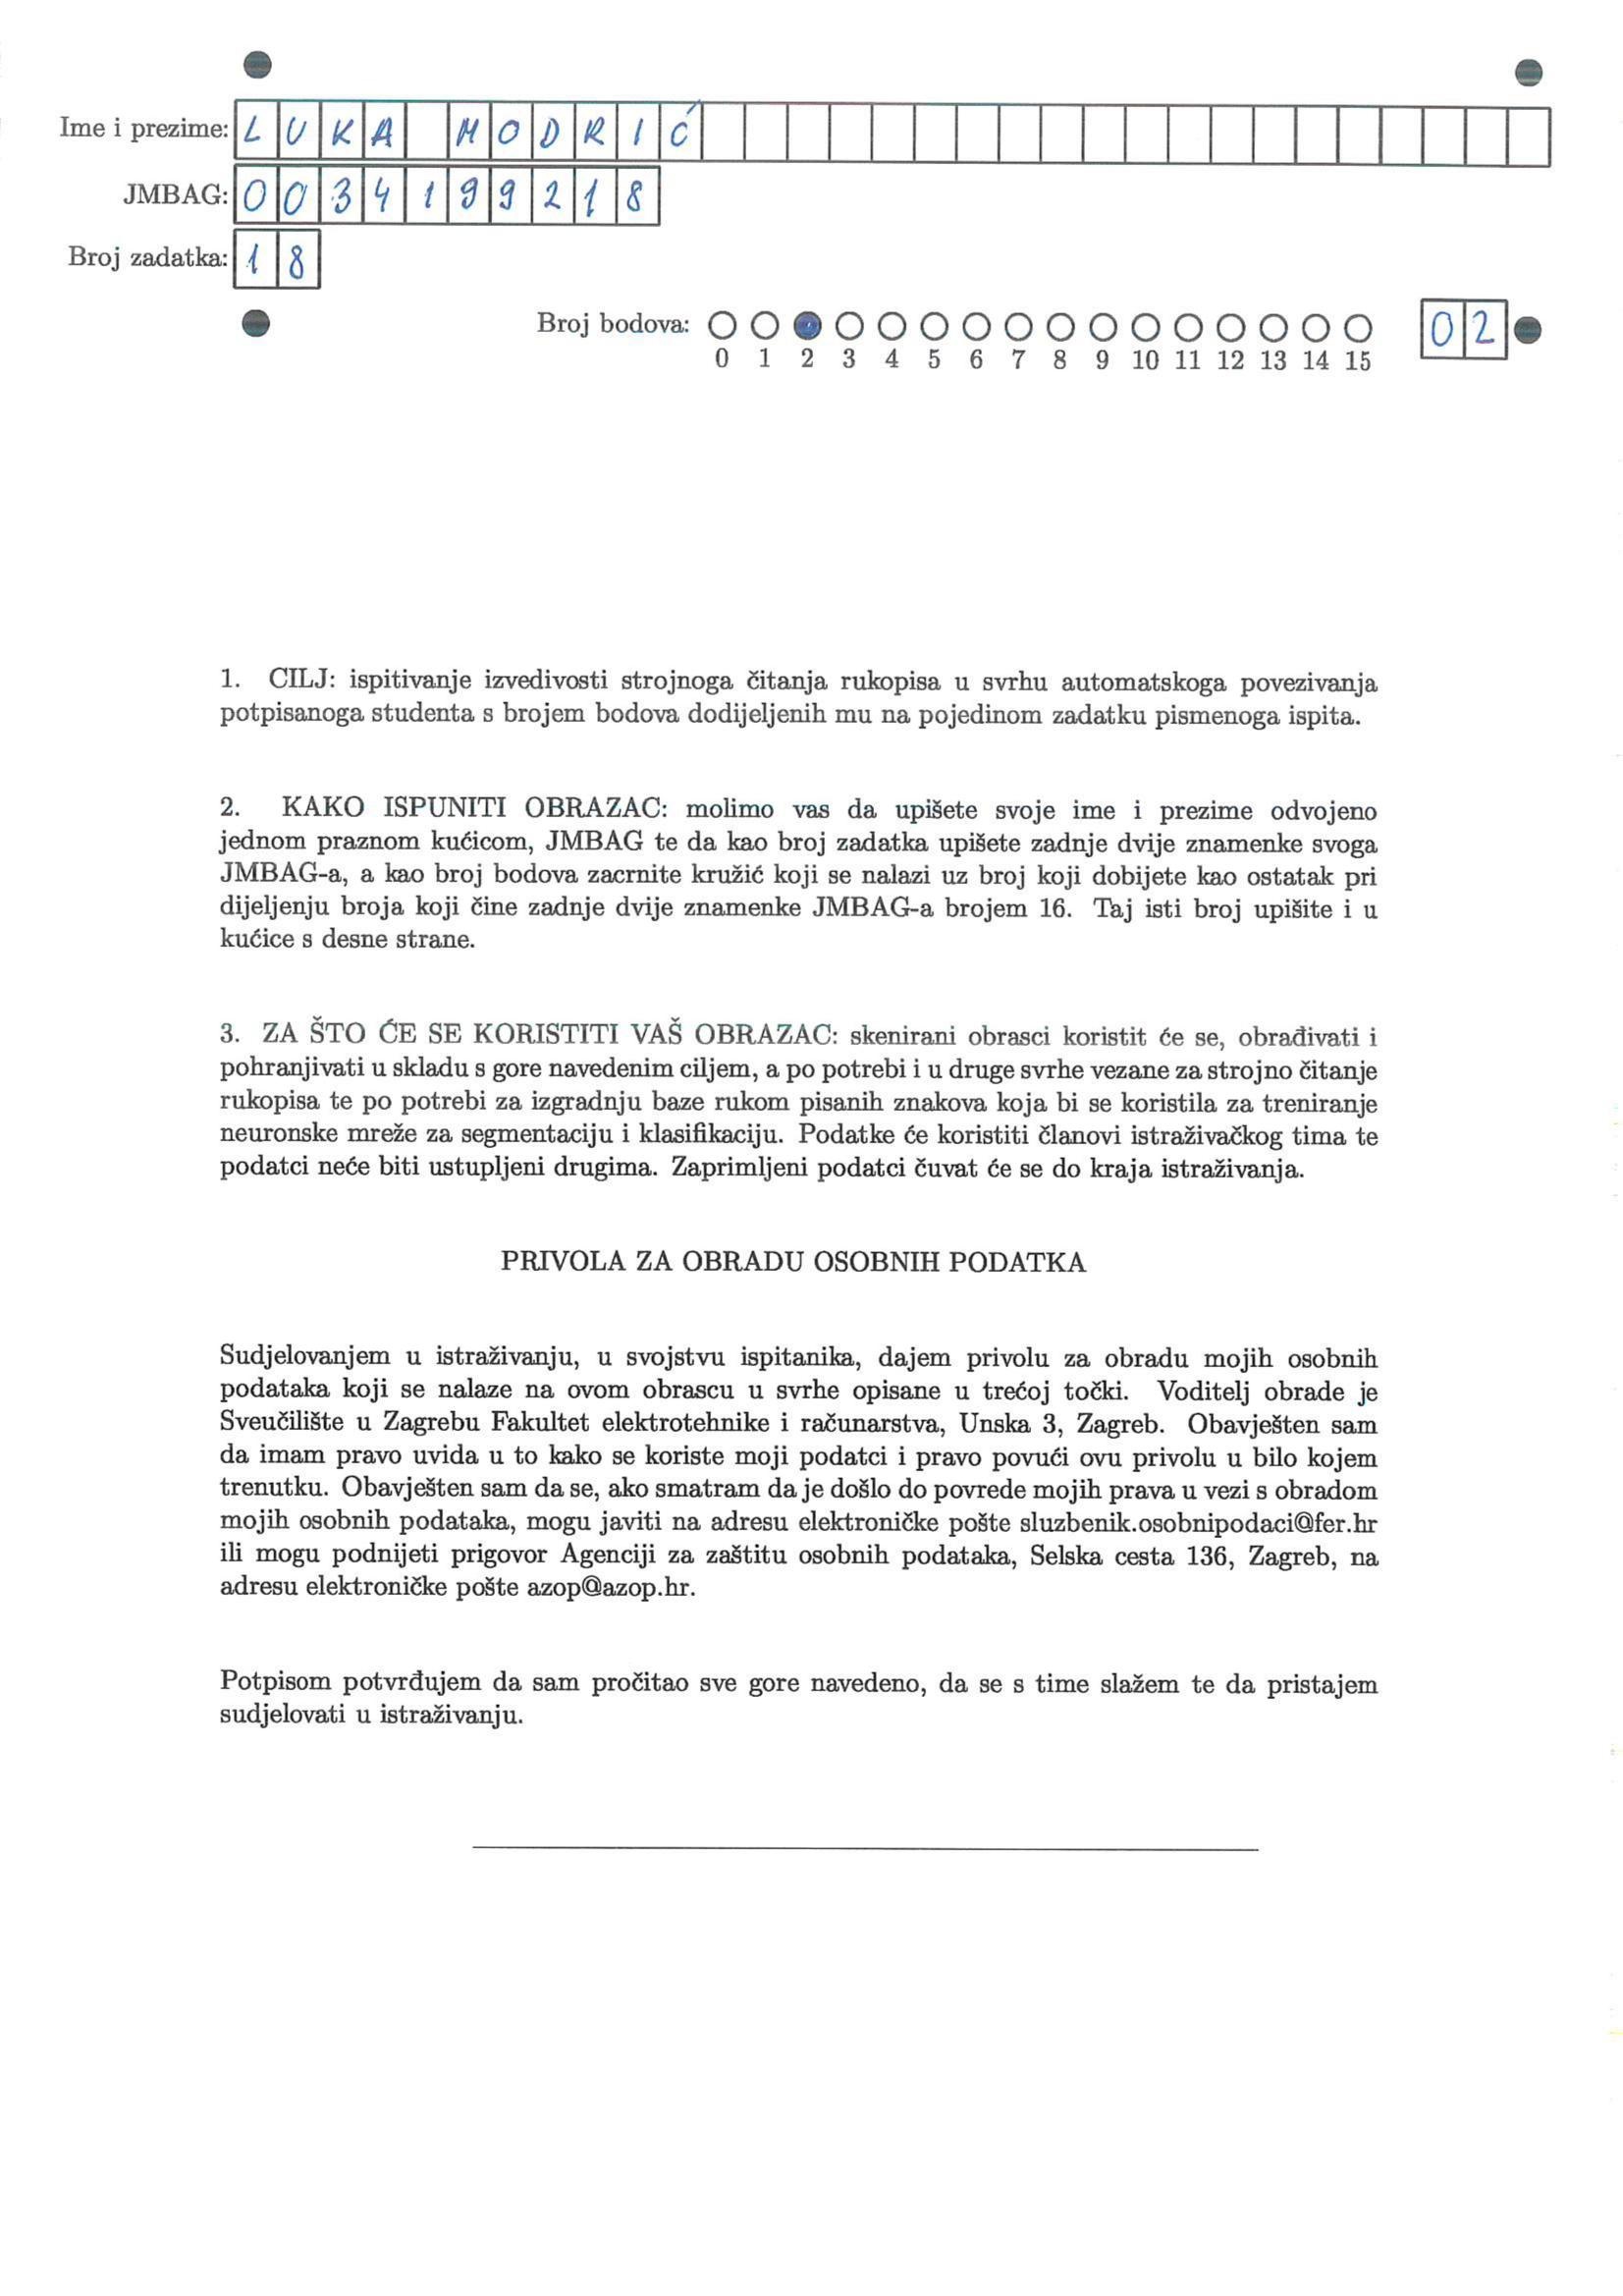 Ime i prezime: LUKA MODRIĆ
JMBAG: 0034199218
Broj zadatka: 18
Broj bodova: 02
0 1 2 3 4 5 6 7 8 9 10 11 12 13 14 15
1. CILJ: ispitivanje izvedivosti strojnoga čitanja rukopisa u svrhu automatskoga povezivanja
potpisanoga studenta s brojem bodova dodijeljenih mu na pojedinom zadatku pismenoga ispita.
2. KAKO ISPUNITI OBRAZAC: molimo vas da upišete svoje ime i prezime odvojeno
jednom praznom kućicom, JMBAG te da kao broj zadatka upišete zadnje dvije znamenke svoga
JMBAG-a, a kao broj bodova zacrnite kružić koji se nalazi uz broj koji dobijete kao ostatak pri
dijeljenju broja koji čine zadnje dvije znamenke JMBAG-a brojem 16. Taj isti broj upišite i u
kućice s desne strane.
3. ZA ŠTO ĆE SE KORISTITI VAŠ OBRAZAC: skenirani obrasci koristit će se, obrađivati i
pohranjivati u skladu s gore navedenim ciljem, a po potrebi i u druge svrhe vezane za strojno čitanje
rukopisa te po potrebi za izgradnju baze rukom pisanih znakova koja bi se koristila za treniranje
neuronske mreže za segmentaciju i klasifikaciju. Podatke će koristiti članovi istraživačkog tima te
podatci neće biti ustupljeni drugima. Zaprimljeni podatci čuvat će se do kraja istraživanja.
PRIVOLA ZA OBRADU OSOBNIH PODATKA
Sudjelovanjem u istraživanju, u svojstvu ispitanika, dajem privolu za obradu mojih osobnih
podataka koji se nalaze na ovom obrascu u svrhe opisane u trećoj točki. Voditelj obrade je
Sveučilište u Zagrebu Fakultet elektrotehnike i računarstva, Unska 3, Zagreb. Obavješten sam
da imam pravo uvida u to kako se koriste moji podatci i pravo povući ovu privolu u bilo kojem
trenutku. Obavješten sam da se, ako smatram da je došlo do povrede mojih prava u vezi s obradom
mojih osobnih podataka, mogu javiti na adresu elektroničke pošte sluzbenik.osobnipodaci@fer.hr
ili mogu podnijeti prigovor Agenciji za zaštitu osobnih podataka, Selska cesta 136, Zagreb, na
adresu elektroničke pošte azop@azop.hr.
Potpisom potvrđujem da sam pročitao sve gore navedeno, da se s time slažem te da pristajem
sudjelovati u istraživanju.